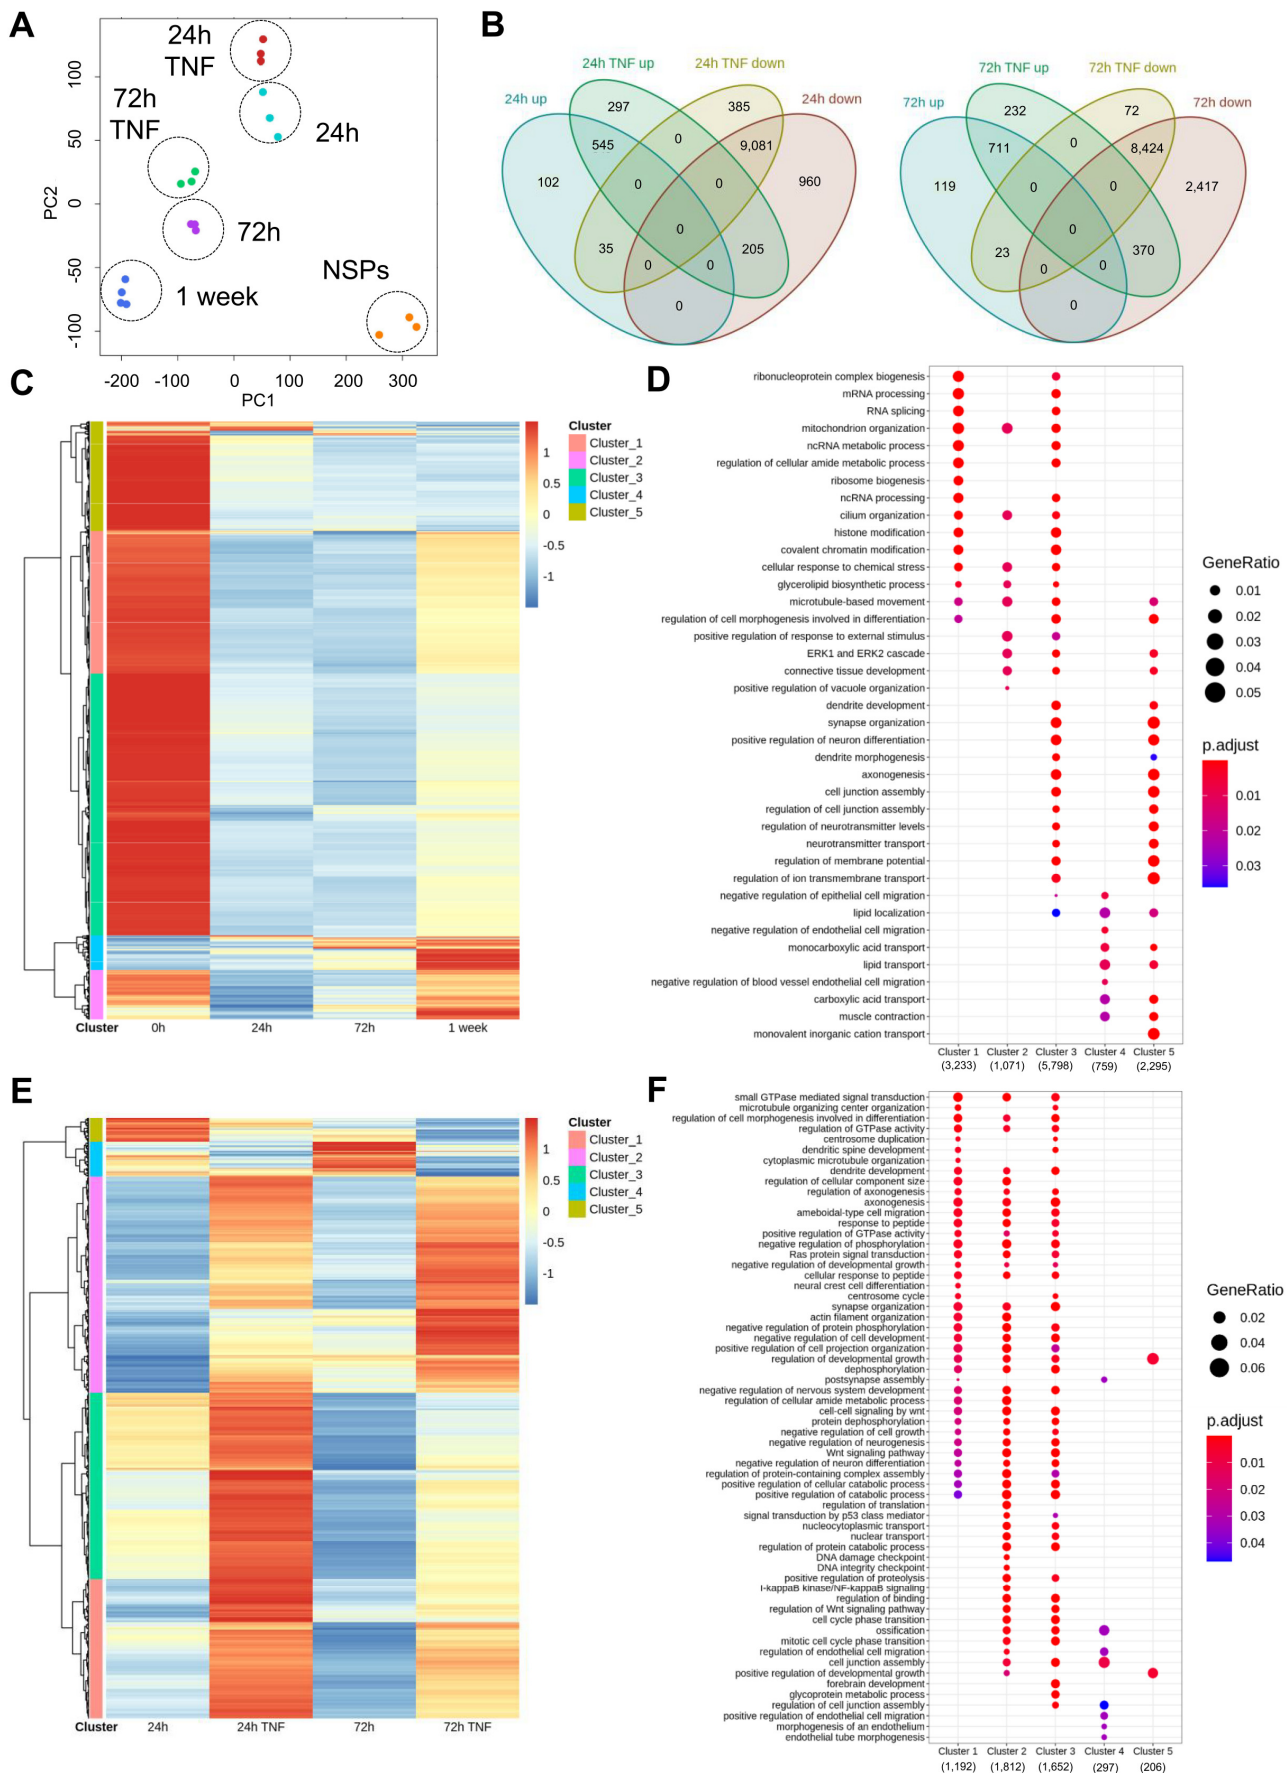 A
24h
TNF
72h
TNF
24h
72h
1 week
NSPs
PC2
100
50
0
-50
-100
-200
-100
0
100
200
300
PC1
B
24h up
24h TNF up
24h TNF down
24h down
297
385
545
0
9,081
102
0
0
960
35
0
205
0
0
0
72h up
72h TNF up
72h TNF down
72h down
232
72
711
0
8,424
119
0
0
2,417
23
0
370
0
0
0
C
Cluster
Cluster_1
Cluster_2
Cluster_3
Cluster_4
Cluster_5
1
0.5
0
-0.5
-1
Cluster
0h
24h
72h
1 week
D
ribonucleoprotein complex biogenesis
mRNA processing
RNA splicing
mitochondrion organization
ncRNA metabolic process
regulation of cellular amide metabolic process
ribosome biogenesis
ncRNA processing
cilium organization
histone modification
covalent chromatin modification
cellular response to chemical stress
glycerolipid biosynthetic process
microtubule-based movement
regulation of cell morphogenesis involved in differentiation
positive regulation of response to external stimulus
ERK1 and ERK2 cascade
connective tissue development
positive regulation of vacuole organization
dendrite development
synapse organization
positive regulation of neuron differentiation
dendrite morphogenesis
axonogenesis
cell junction assembly
regulation of cell junction assembly
regulation of neurotransmitter levels
neurotransmitter transport
regulation of membrane potential
regulation of ion transmembrane transport
negative regulation of epithelial cell migration
lipid localization
negative regulation of endothelial cell migration
monocarboxylic acid transport
lipid transport
negative regulation of blood vessel endothelial cell migration
carboxylic acid transport
muscle contraction
monovalent inorganic cation transport
Cluster 1
(3,233)
Cluster 2
(1,071)
Cluster 3
(5,798)
Cluster 4
(759)
Cluster 5
(2,295)
GeneRatio
0.01
0.02
0.03
0.04
0.05
p.adjust
0.01
0.02
0.03
E
Cluster
Cluster_1
Cluster_2
Cluster_3
Cluster_4
Cluster_5
1
0.5
0
-0.5
-1
Cluster
24h
24h TNF
72h
72h TNF
F
small GTPase mediated signal transduction
microtubule organizing center organization
regulation of cell morphogenesis involved in differentiation
regulation of GTPase activity
centrosome duplication
dendritic spine development
cytoplasmic microtubule organization
dendrite development
regulation of cellular component size
regulation of axonogenesis
axonogenesis
ameboidal-type cell migration
response to peptide
positive regulation of GTPase activity
negative regulation of phosphorylation
Ras protein signal transduction
negative regulation of developmental growth
cellular response to peptide
neural crest cell differentiation
centrosome cycle
synapse organization
actin filament organization
negative regulation of protein phosphorylation
negative regulation of cell development
positive regulation of cell projection organization
regulation of developmental growth
dephosphorylation
postsynapse assembly
negative regulation of nervous system development
regulation of cellular amide metabolic process
cell-cell signaling by wnt
protein dephosphorylation
negative regulation of cell growth
negative regulation of neurogenesis
Wnt signaling pathway
negative regulation of neuron differentiation
regulation of protein-containing complex assembly
positive regulation of cellular catabolic process
positive regulation of catabolic process
regulation of translation
signal transduction by p53 class mediator
nucleocytoplasmic transport
nuclear transport
regulation of protein catabolic process
DNA damage checkpoint
DNA integrity checkpoint
positive regulation of proteolysis
I-kappaB kinase/NF-kappaB signaling
regulation of binding
regulation of Wnt signaling pathway
cell cycle phase transition
ossification
mitotic cell cycle phase transition
regulation of endothelial cell migration
cell junction assembly
positive regulation of developmental growth
forebrain development
glycoprotein metabolic process
regulation of cell junction assembly
positive regulation of endothelial cell migration
morphogenesis of an endothelium
endothelial tube morphogenesis
Cluster 1
(1,192)
Cluster 2
(1,812)
Cluster 3
(1,652)
Cluster 4
(297)
Cluster 5
(206)
GeneRatio
0.02
0.04
0.06
p.adjust
0.01
0.02
0.03
0.04